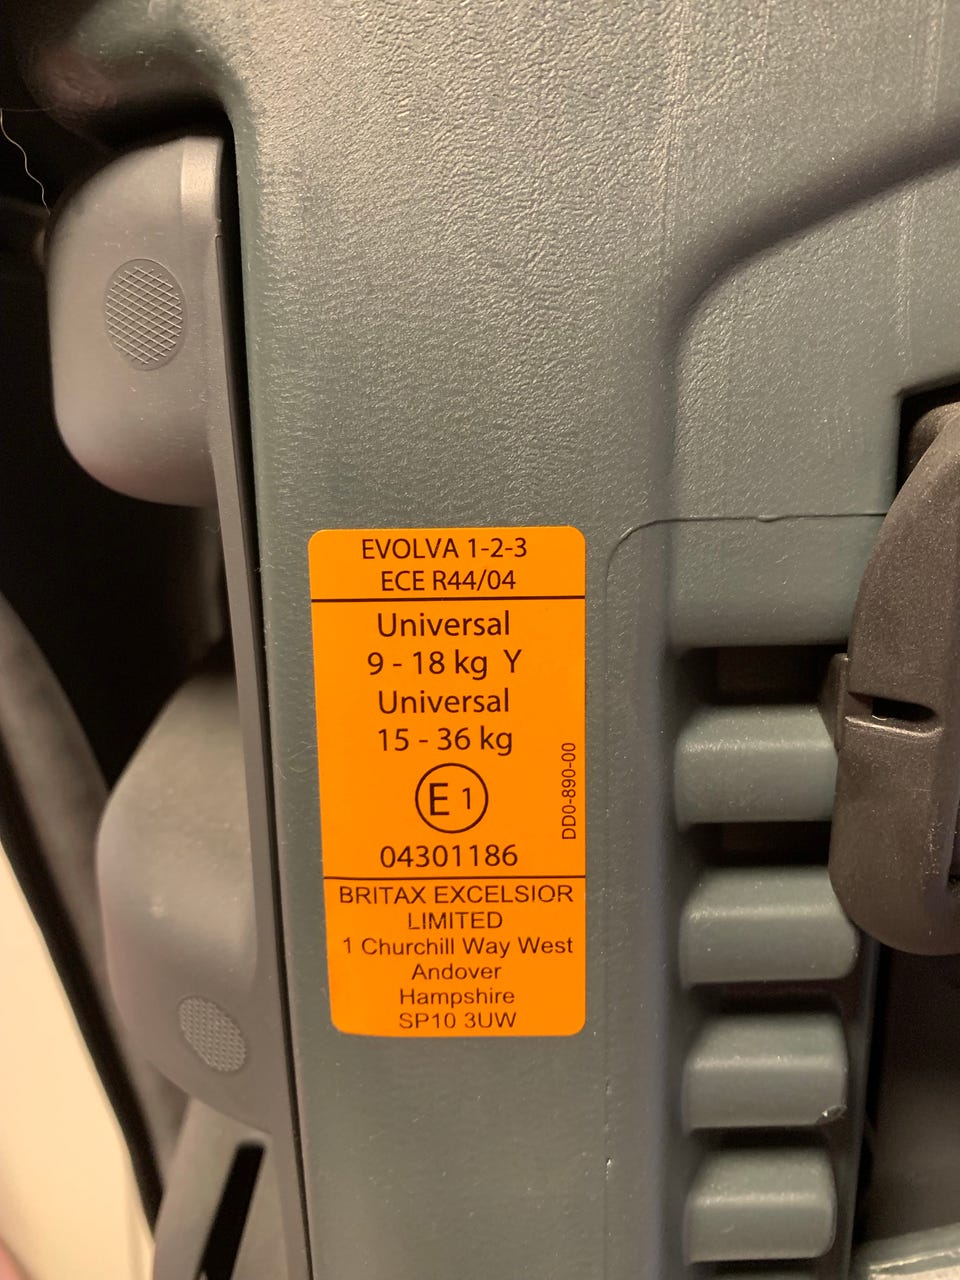 EVOLVA 1-2-3
ECE R44/04
Universal
9 - 18 kg Y
Universal
15 - 36 kg
E 1
04301186
DD0-890-00
BRITAX EXCELSIOR
LIMITED
1 Churchill Way West
Andover
Hampshire
SP10 3UW